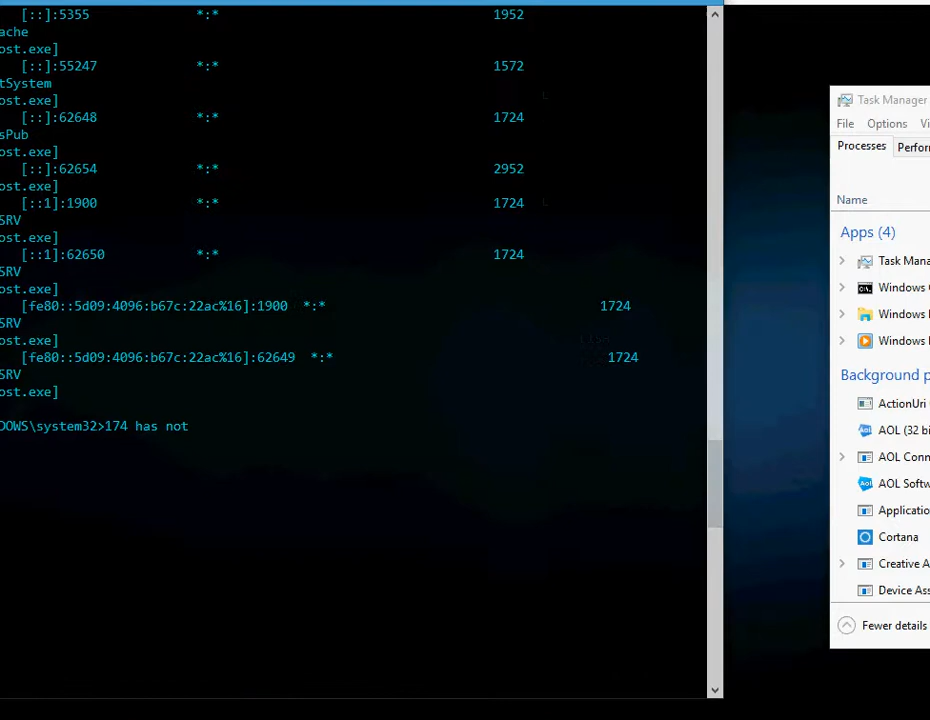 [::]:5355 *:* 1952
ache
ost.exe]
[::]:55247 *:* 1572
tSystem
ost.exe]
[::]:62648 *:* 1724
sPub
ost.exe]
[::]:62654 *:* 2952
ost.exe]
[::1]:1900 *:* 1724
SRV
ost.exe]
[::1]:62650 *:* 1724
SRV
ost.exe]
[fe80::5d09:4096:b67c:22ac%16]:1900 *:* 1724
SRV
ost.exe]
[fe80::5d09:4096:b67c:22ac%16]:62649 *:* 1724
SRV
ost.exe]
DOWS\system32>174 has not
Task Manager
File Options Vi
Processes Perforr
Name
Apps (4)
Task Mana
Windows C
Windows
Windows
Background p
ActionUri
AOL (32 bi
AOL Conn
AOL Softw
Applicatio
Cortana
Creative A
Device Ass
Fewer details